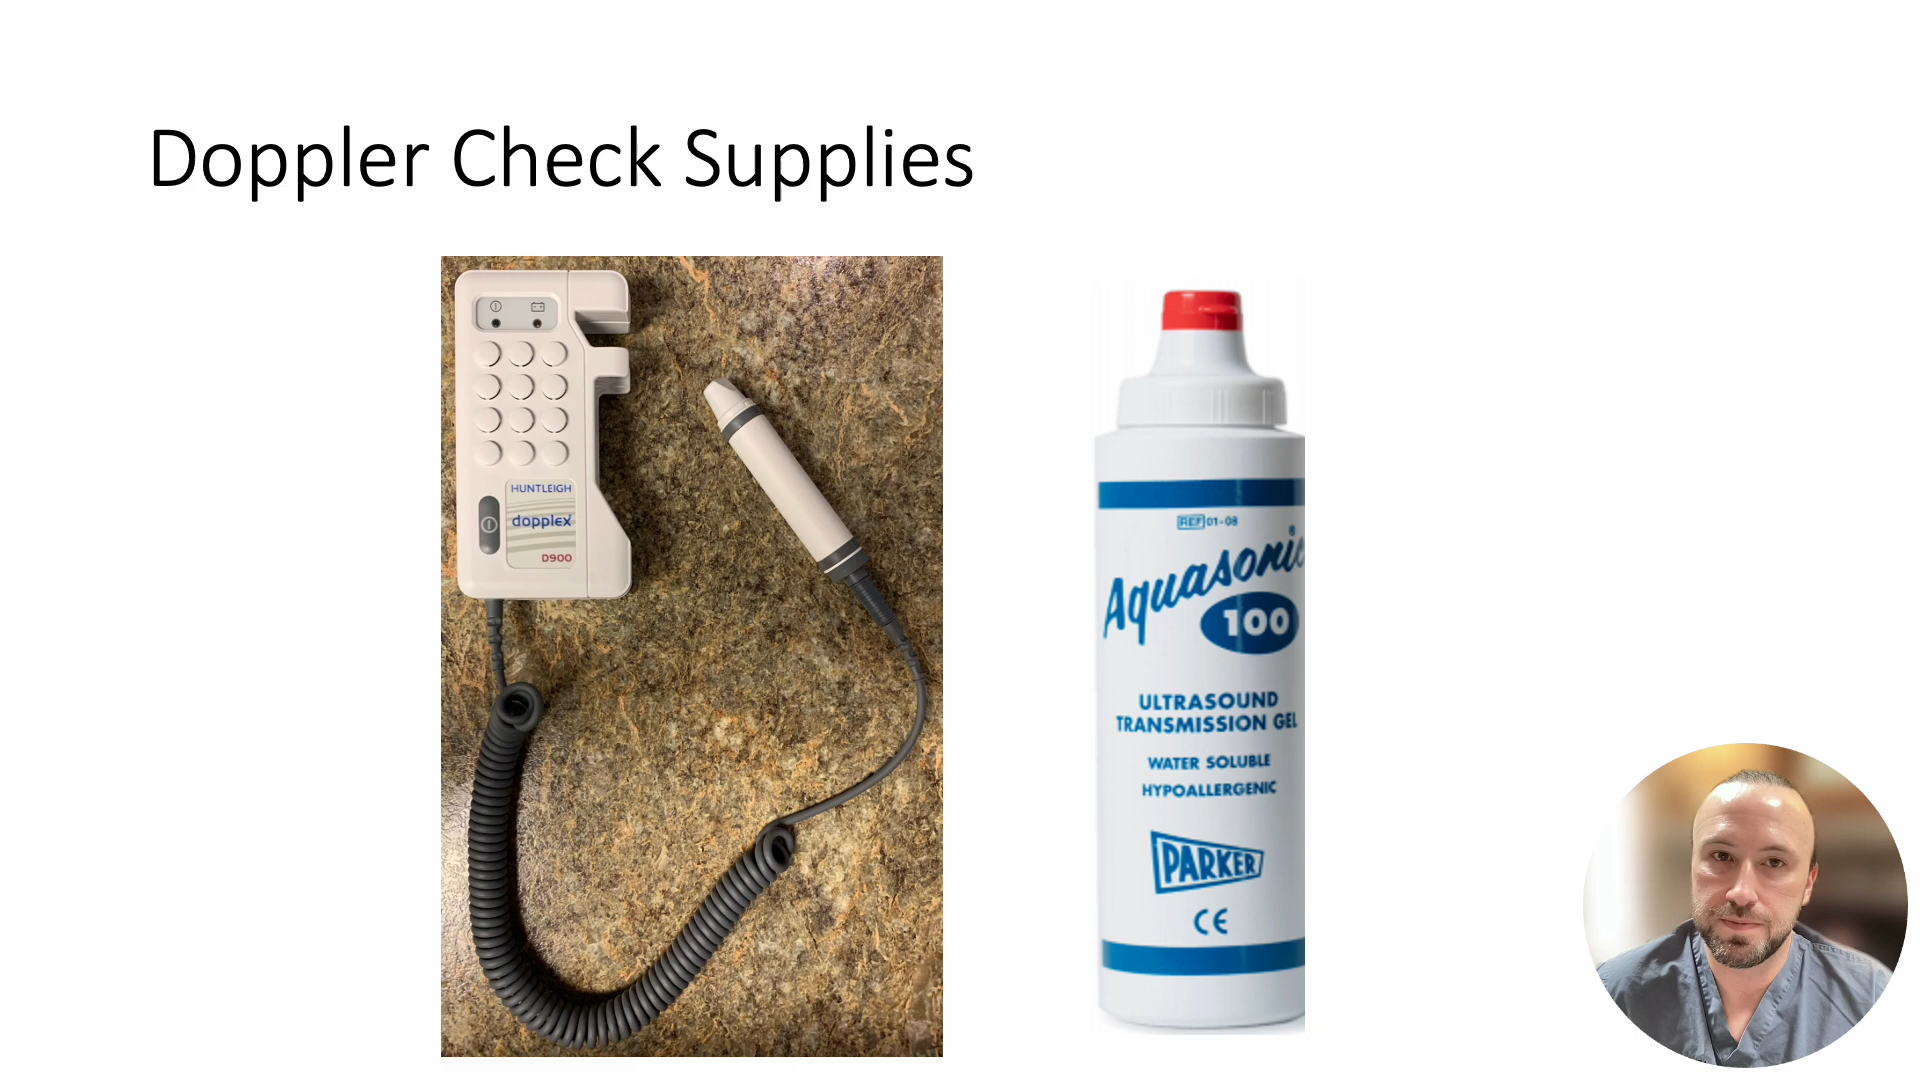 Doppler Check Supplies
HUNTLEIGH
dopplex
D900
REF 01-08
Aquasonic
100
ULTRASOUND
TRANSMISSION GEL
WATER SOLUBLE
HYPOALLERGENIC
PARKER
CE